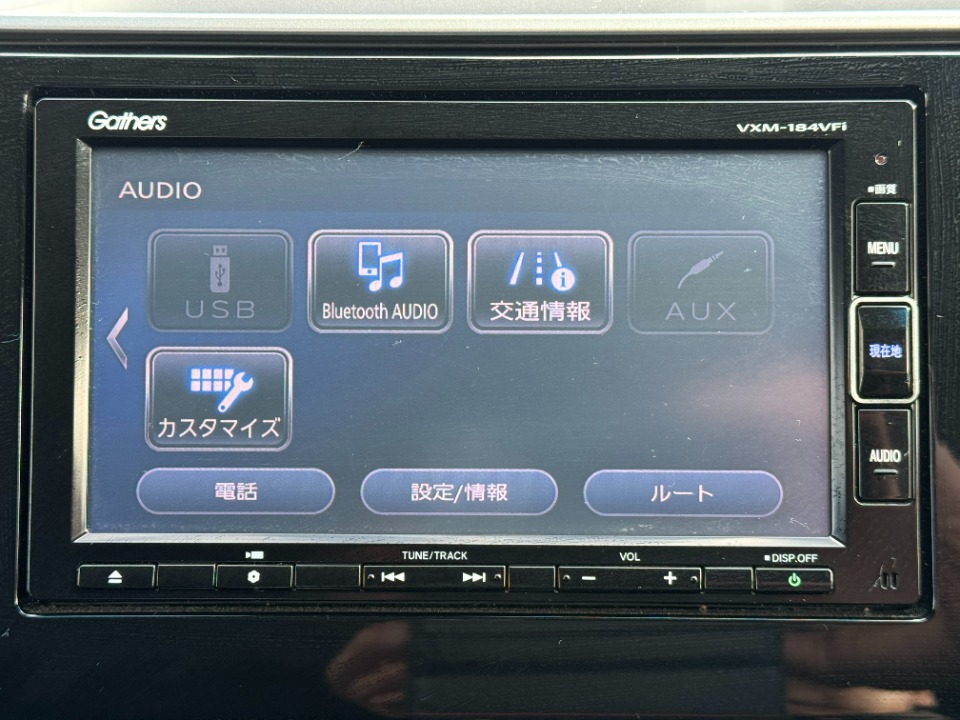 Gathers
VXM-184VFi
AUDIO
■画質
MENU
USB
Bluetooth AUDIO
交通情報
AUX
現在地
カスタマイズ
AUDIO
電話
設定/情報
ルート
TUNE/TRACK
VOL
■DISP.OFF